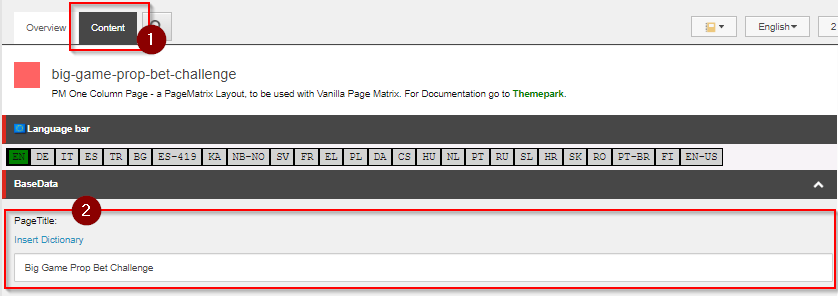 Overview
Content
1
English
2
big-game-prop-bet-challenge
PM One Column Page - a PageMatrix Layout, to be used with Vanilla Page Matrix. For Documentation go to Themepark.
Language bar
EN DE IT ES TR BG ES-419 KA NB-NO SV FR EL PL DA CS HU NL PT RU SL HR SK RO PT-BR FI EN-US
BaseData
2
PageTitle:
Insert Dictionary
Big Game Prop Bet Challenge